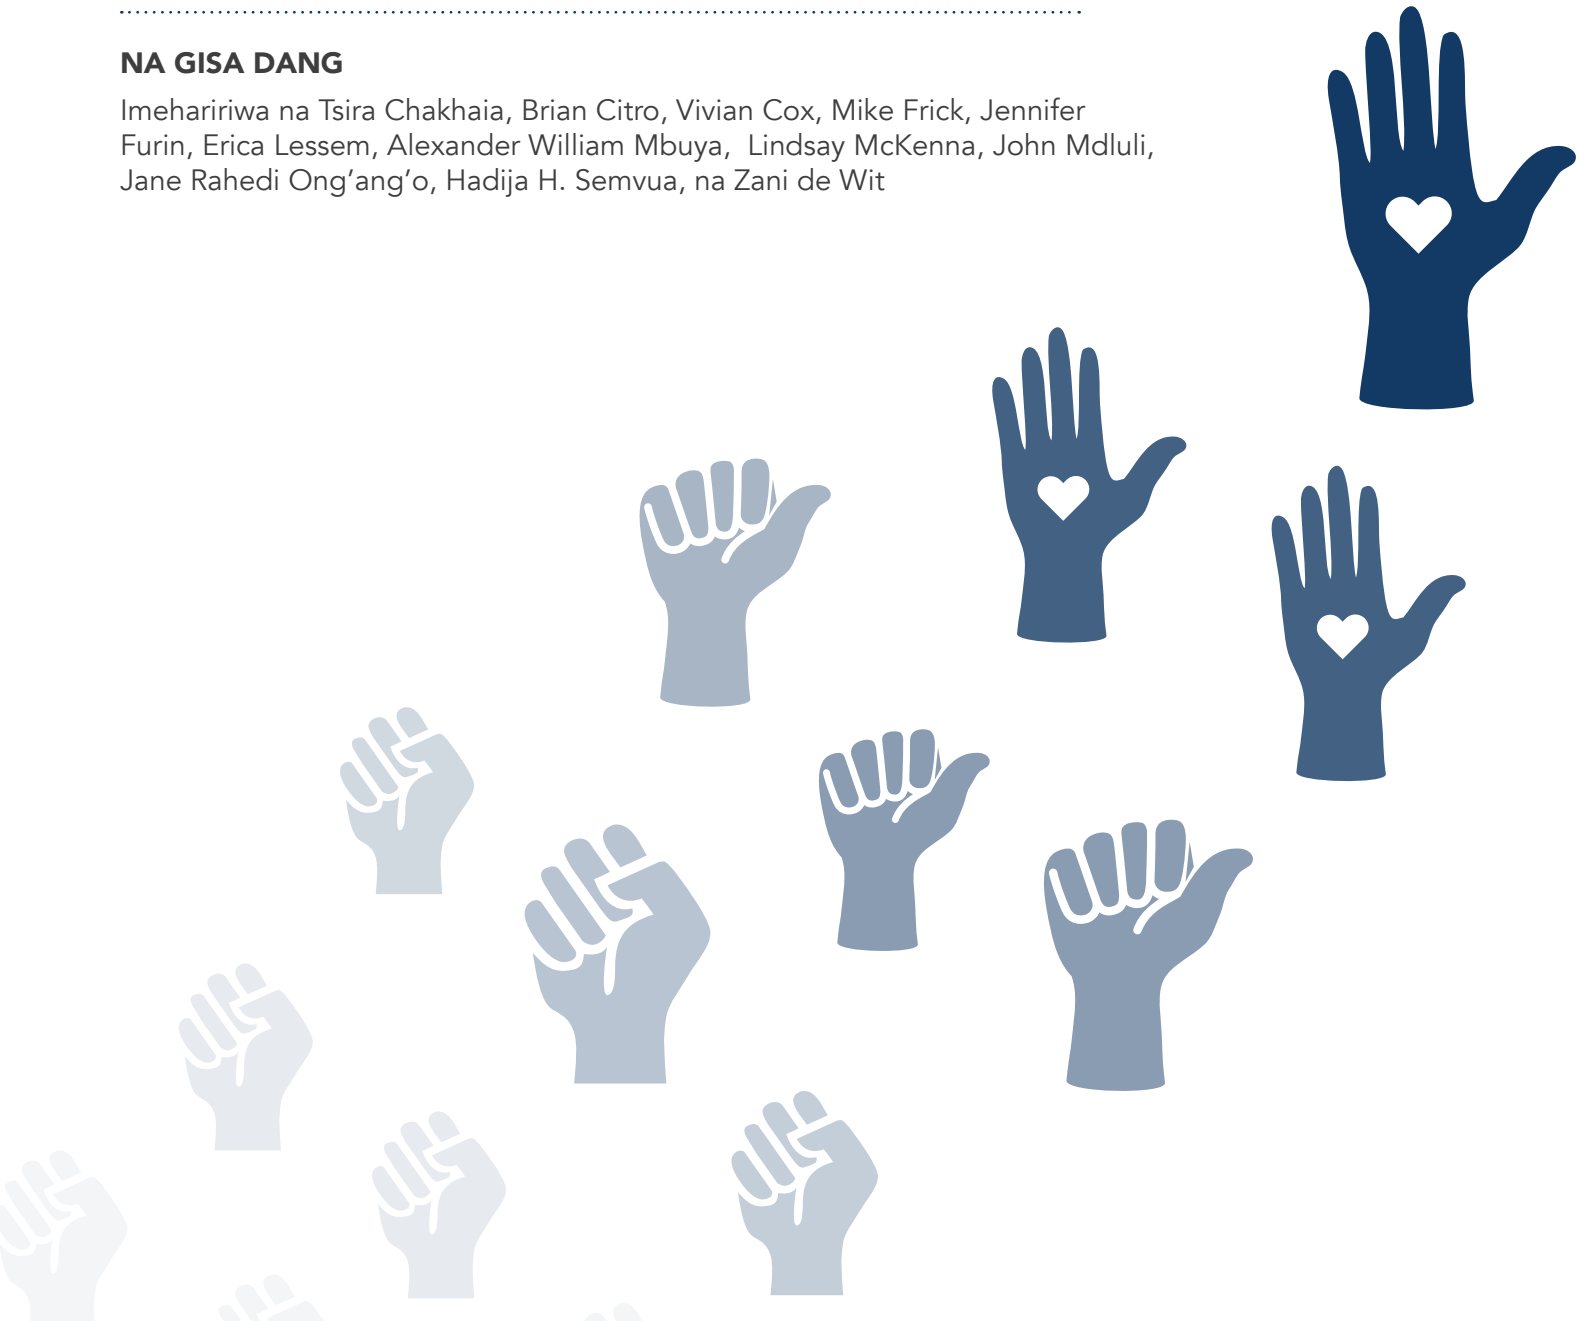 NA GISA DANG
Imeharirıwa na Tsira Chakhaia, Brian Citro, Vivian Cox, Mike Frick, Jennifer
Furin, Erica Lessem, Alexander William Mbuya,  Lindsay McKenna, John Mdluli,
Jane Rahedi Ong’ang’o, Hadija H. Semvua, na Zani de Wit